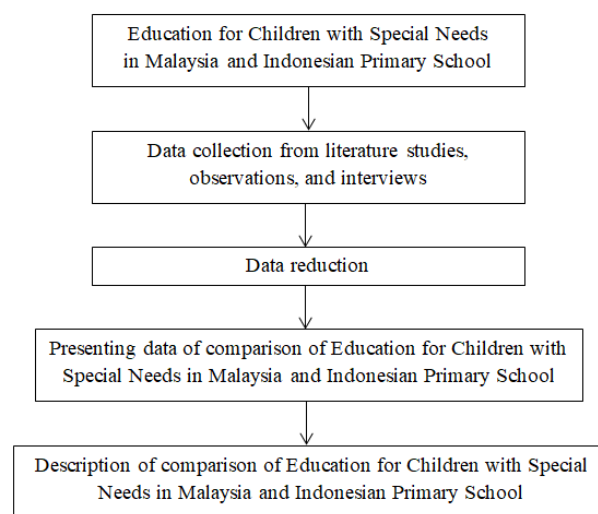 Education for Children with Special Needs
in Malaysia and Indonesian Primary School
Data collection from literature studies,
observations, and interviews
Data reduction
Presenting data of comparison of Education for Children with
Special Needs in Malaysia and Indonesian Primary School
Description of comparison of Education for Children with Special
Needs in Malaysia and Indonesian Primary School